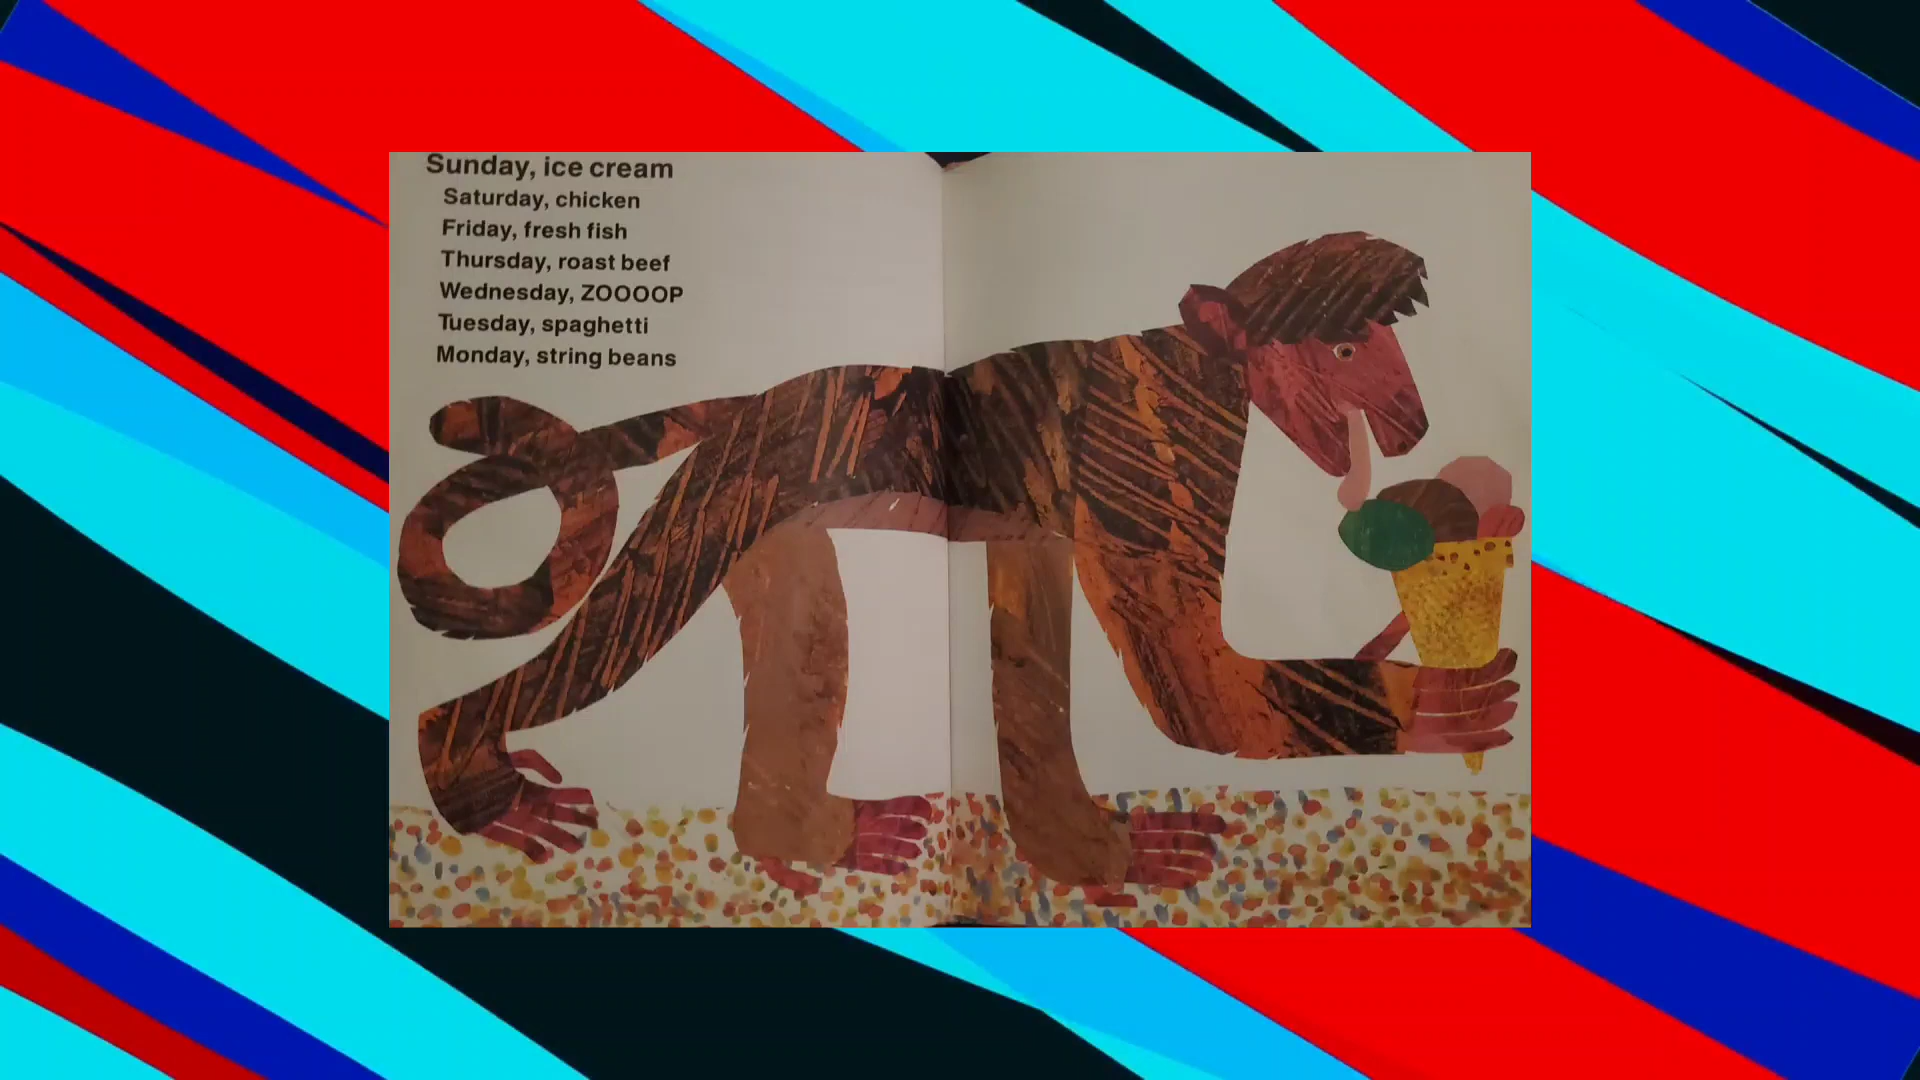 Sunday, ice cream
Saturday, chicken
Friday, fresh fish
Thursday, roast beef
Wednesday, ZOOOOP
Tuesday, spaghetti
Monday, string beans